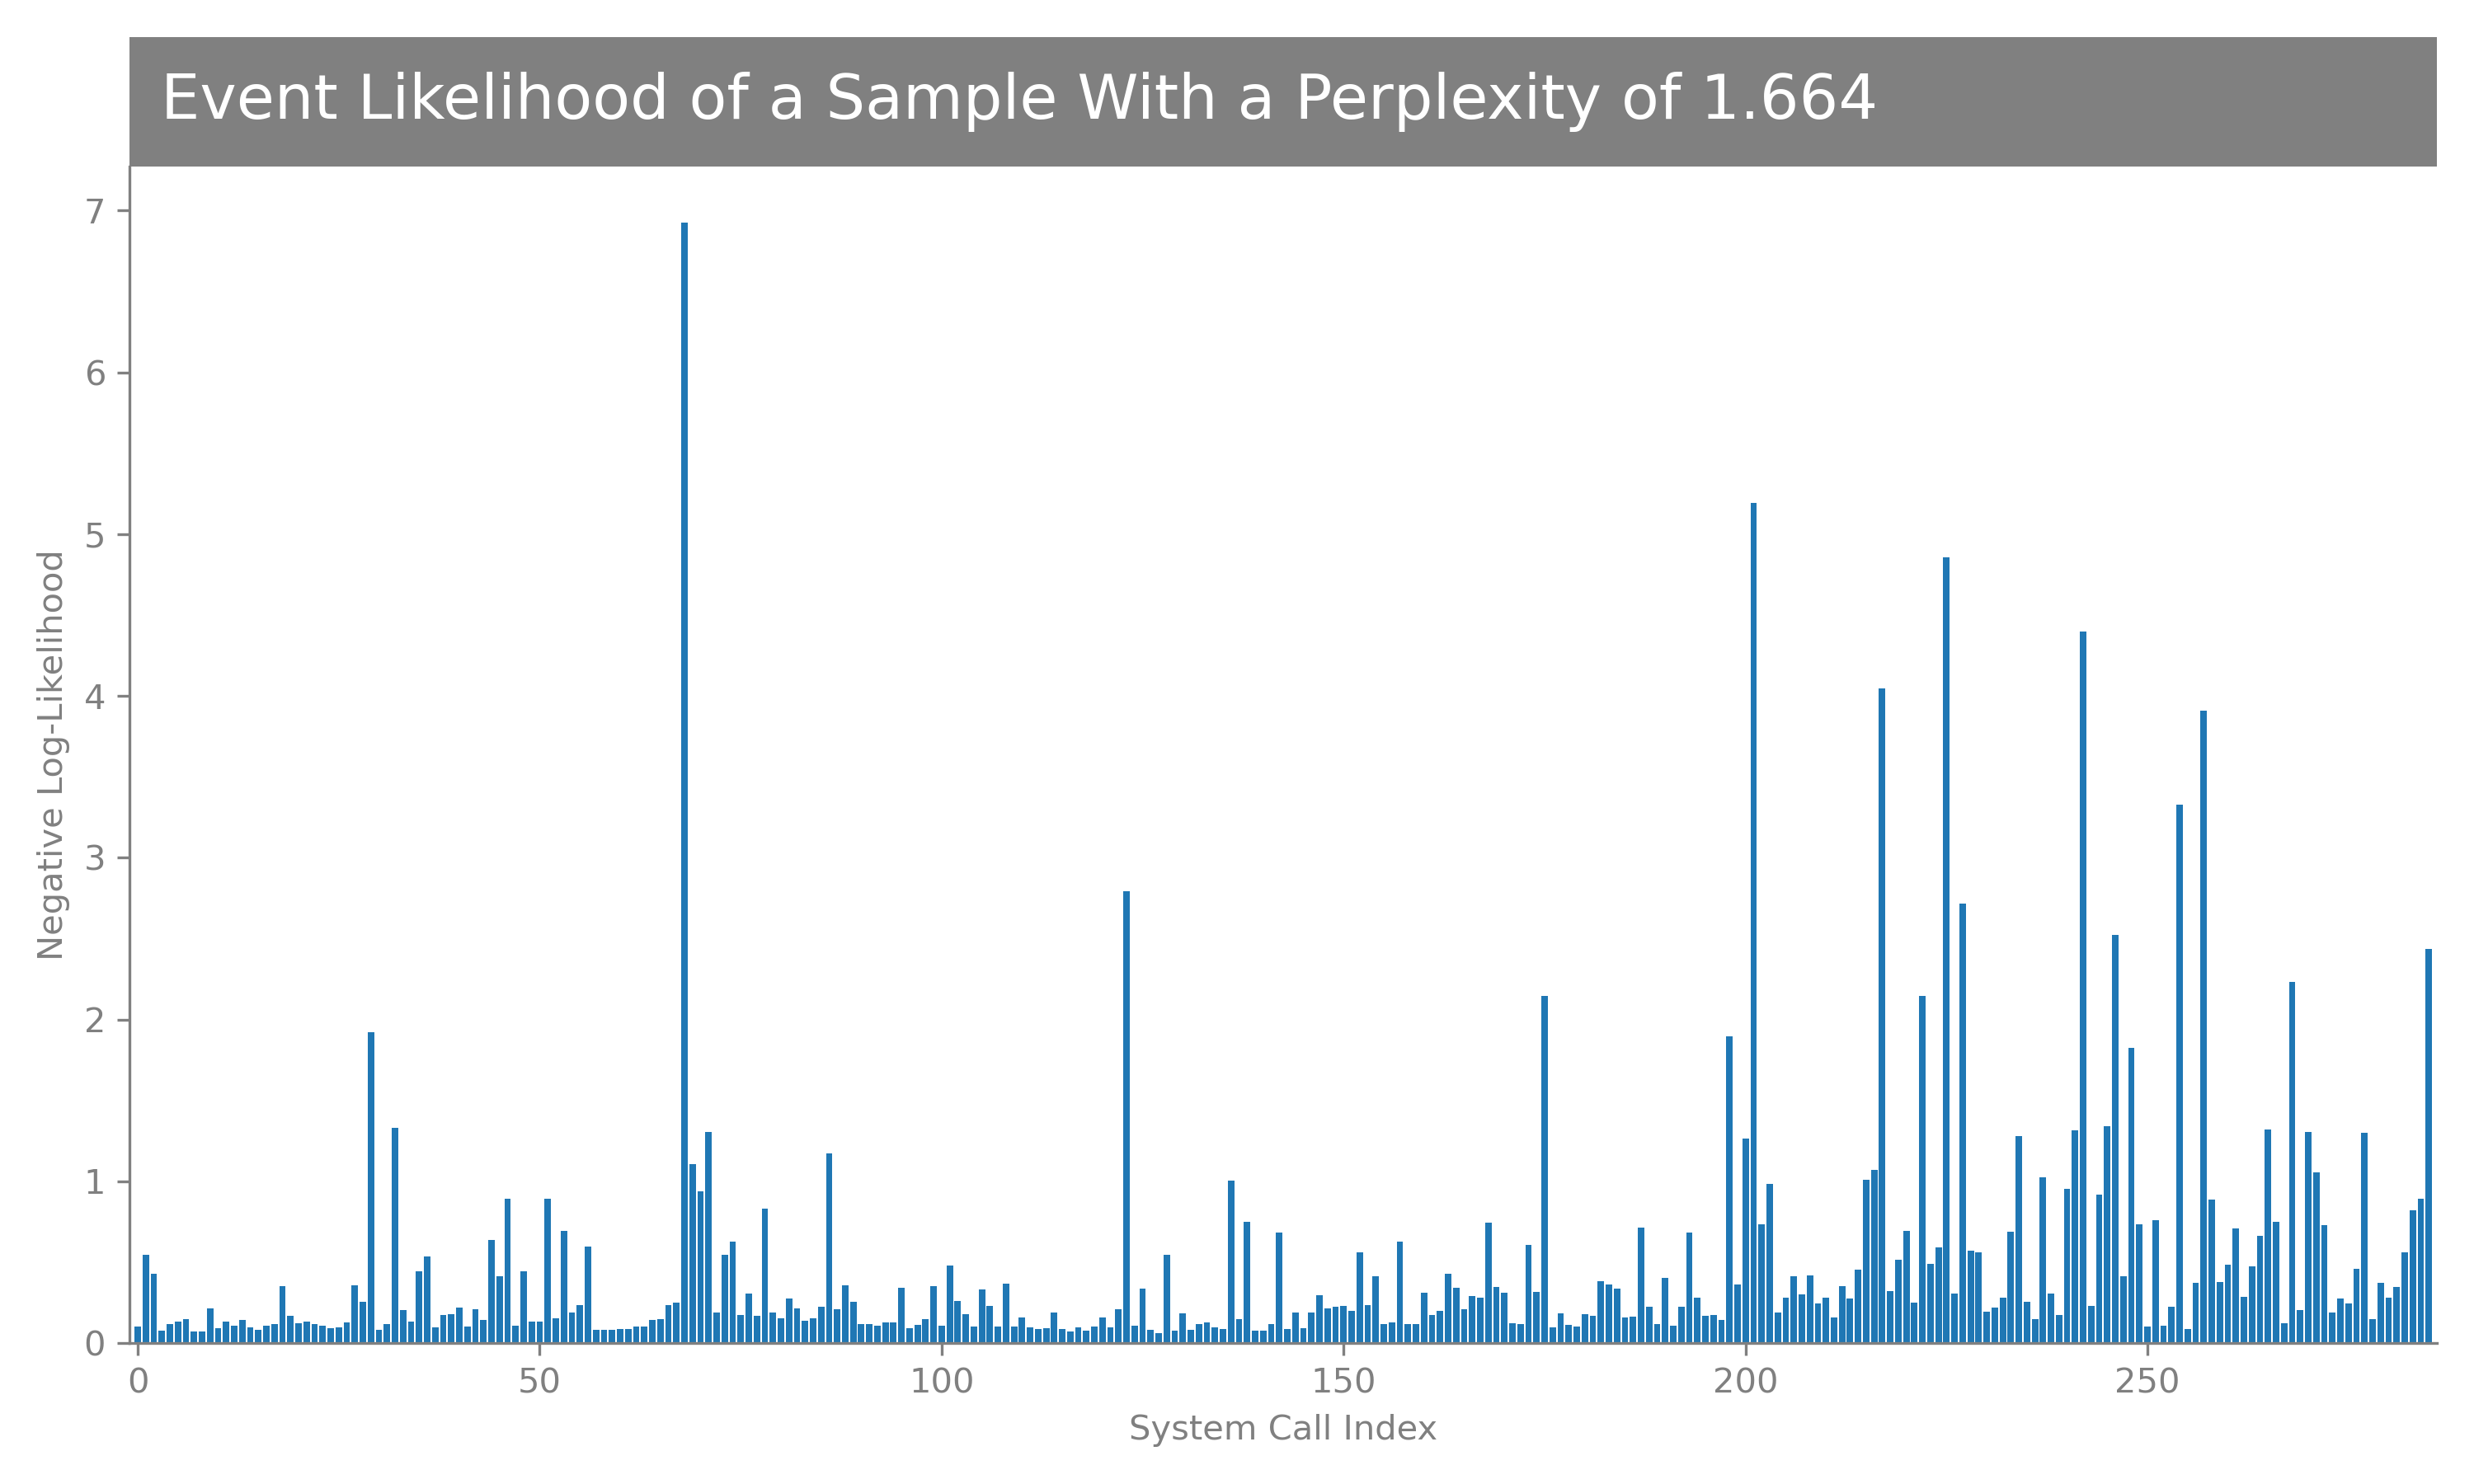 Event Likelihood of a Sample With a Perplexity of 1.664
7
6
5
4
3
2
1
0
Negative Log-Likelihood
0 50 100 150 200 250
System Call Index